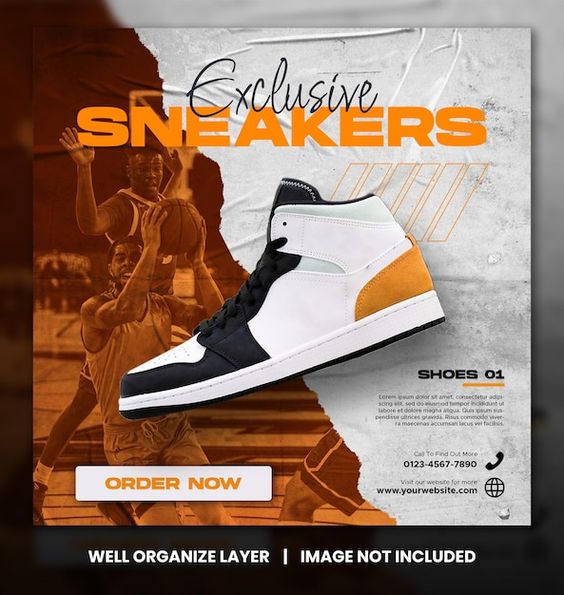 Exclusive
SNEAKERS
SHOES 01
Lorem ipsum dolor sit amet, consectetur adipi-
scing elit, sed do eiusmod tempor incididunt ut
labore et dolore magna aliqua. Quis ipsum sus-
pendisse ultrices gravida. Risus commodo viver-
ra maecenas accumsan lacus vel facilisis.
Call To Find Out More
0123-4567-7890
Visit our website for more
www.yourwebsite.com
ORDER NOW
WELL ORGANIZE LAYER | IMAGE NOT INCLUDED